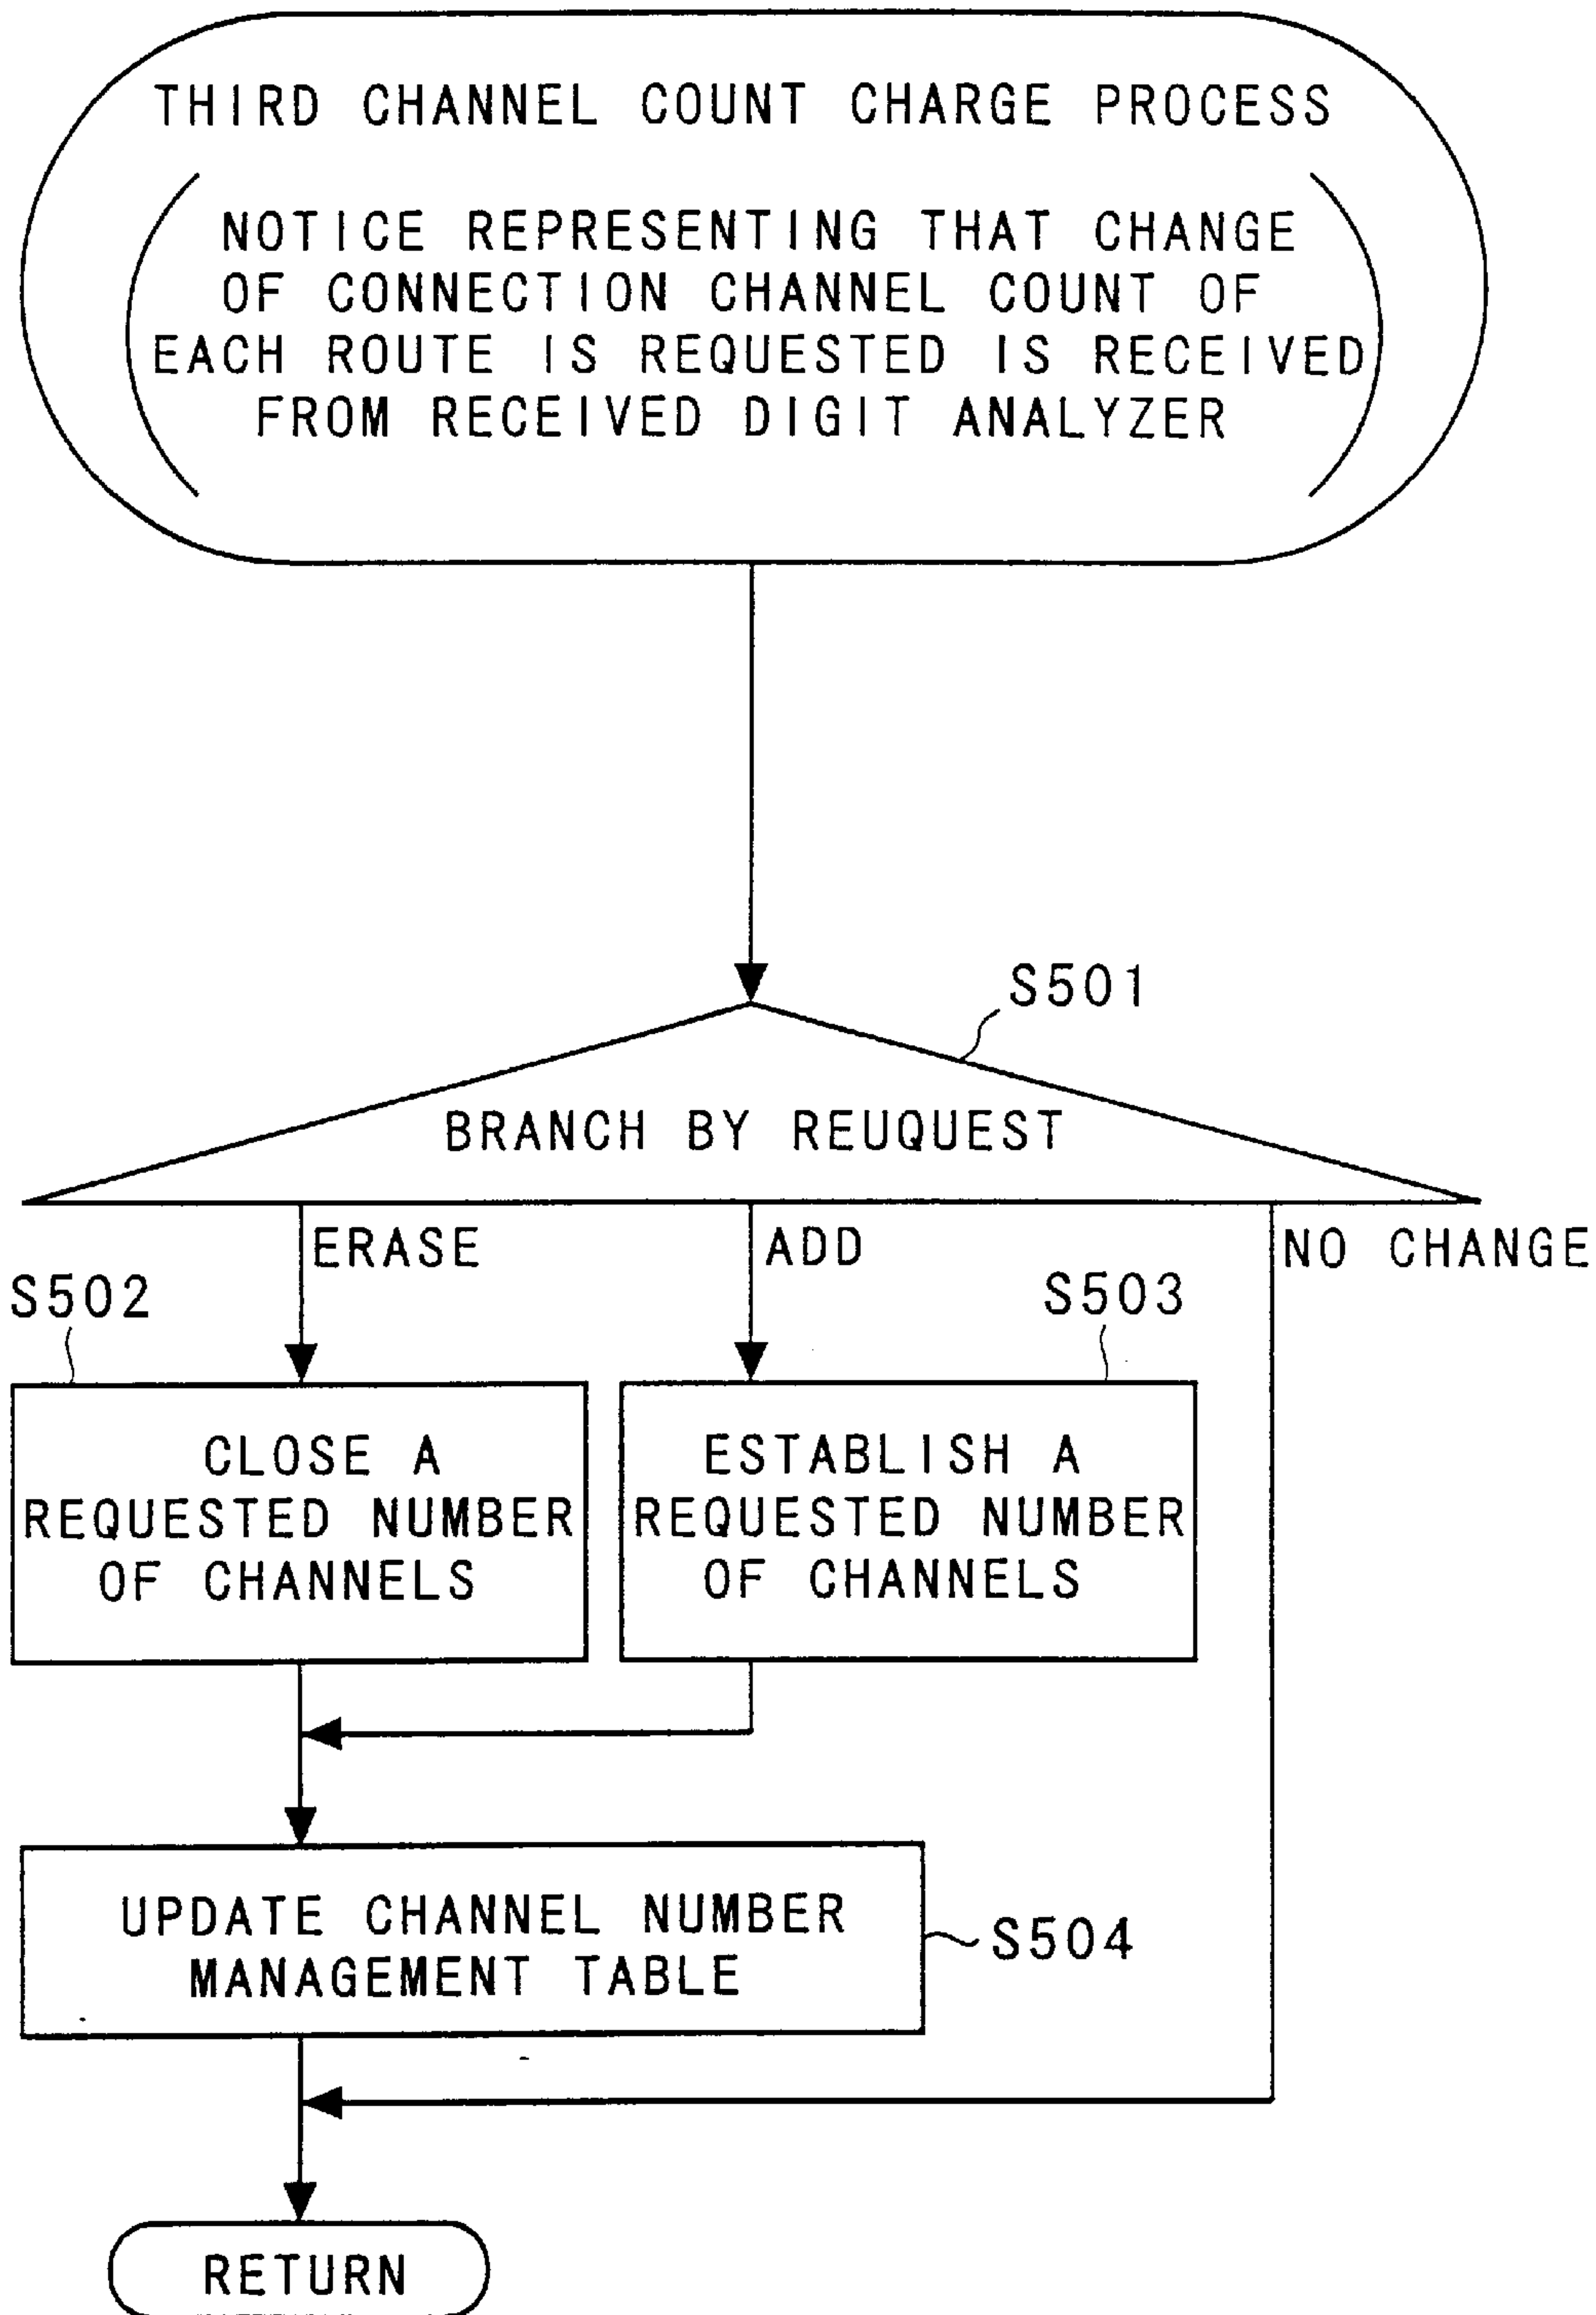 THIRD CHANNEL COUNT CHARGE PROCESS
NOTICE REPRESENTING THAT CHANGE
OF CONNECTION CHANNEL COUNT OF
EACH ROUTE IS REQUESTED IS RECEIVED
FROM RECEIVED DIGIT ANALYZER
S501
BRANCH BY REUQUEST
ERASE
ADD
NO CHANGE
S502
S503
CLOSE A
REQUESTED NUMBER
OF CHANNELS
ESTABLISH A
REQUESTED NUMBER
OF CHANNELS
UPDATE CHANNEL NUMBER
MANAGEMENT TABLE
S504
RETURN